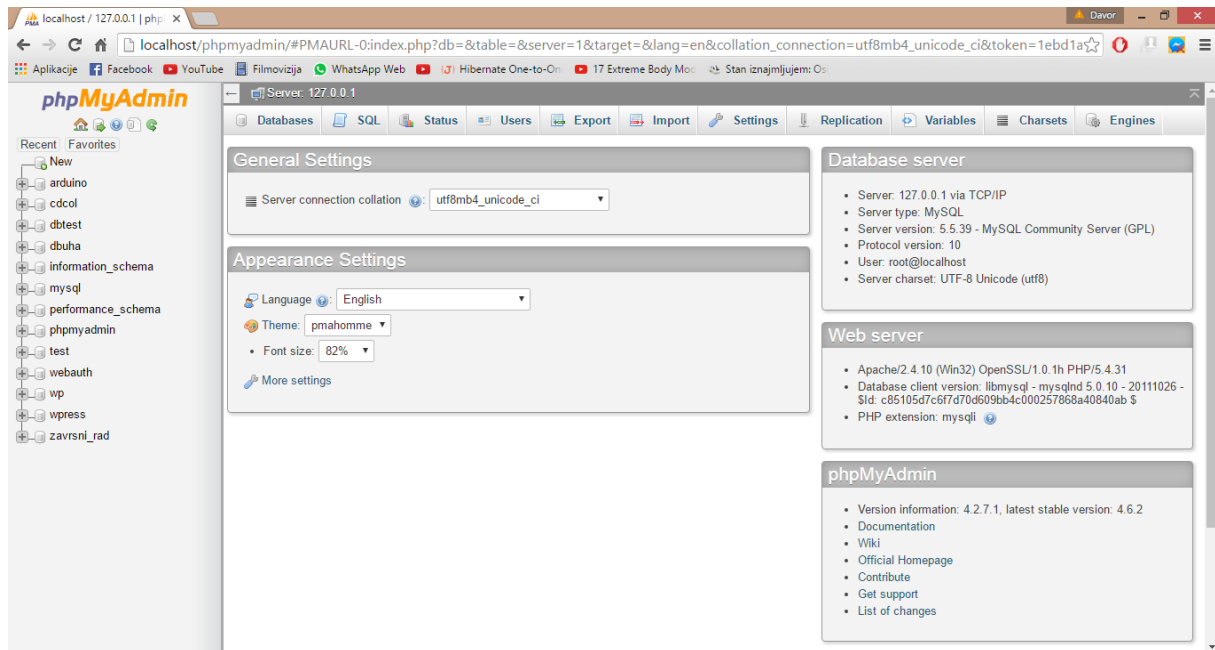 localhost / 127.0.0.1 | php
Davor
localhost/phpmyadmin/#PMAURL-0:index.php?db=&table=&server=1&target=&lang=en&collation_connection=utf8mb4_unicode_ci&token=1ebd1a
Aplikacije Facebook YouTube Filmovizija WhatsApp Web Hibernate One-to-On 17 Extreme Body Mod Stan iznajmljujem: Os
phpMyAdmin
Recent Favorites
New
arduino
cdcol
dbtest
dbuha
information_schema
mysql
performance_schema
phpmyadmin
test
webauth
wp
wpress
zavrsni_rad
Server: 127.0.0.1
Databases SQL Status Users Export Import Settings Replication Variables Charsets Engines
General Settings
Server connection collation : utf8mb4_unicode_ci
Appearance Settings
Language : English
Theme: pmahomme
• Font size: 82%
More settings
Database server
• Server: 127.0.0.1 via TCP/IP
• Server type: MySQL
• Server version: 5.5.39 - MySQL Community Server (GPL)
• Protocol version: 10
• User: root@localhost
• Server charset: UTF-8 Unicode (utf8)
Web server
• Apache/2.4.10 (Win32) OpenSSL/1.0.1h PHP/5.4.31
• Database client version: libmysql - mysqlnd 5.0.10 - 20111026 -
$Id: c85105d7c6f7d70d609bb4c000257868a40840ab $
• PHP extension: mysqli
phpMyAdmin
• Version information: 4.2.7.1, latest stable version: 4.6.2
• Documentation
• Wiki
• Official Homepage
• Contribute
• Get support
• List of changes